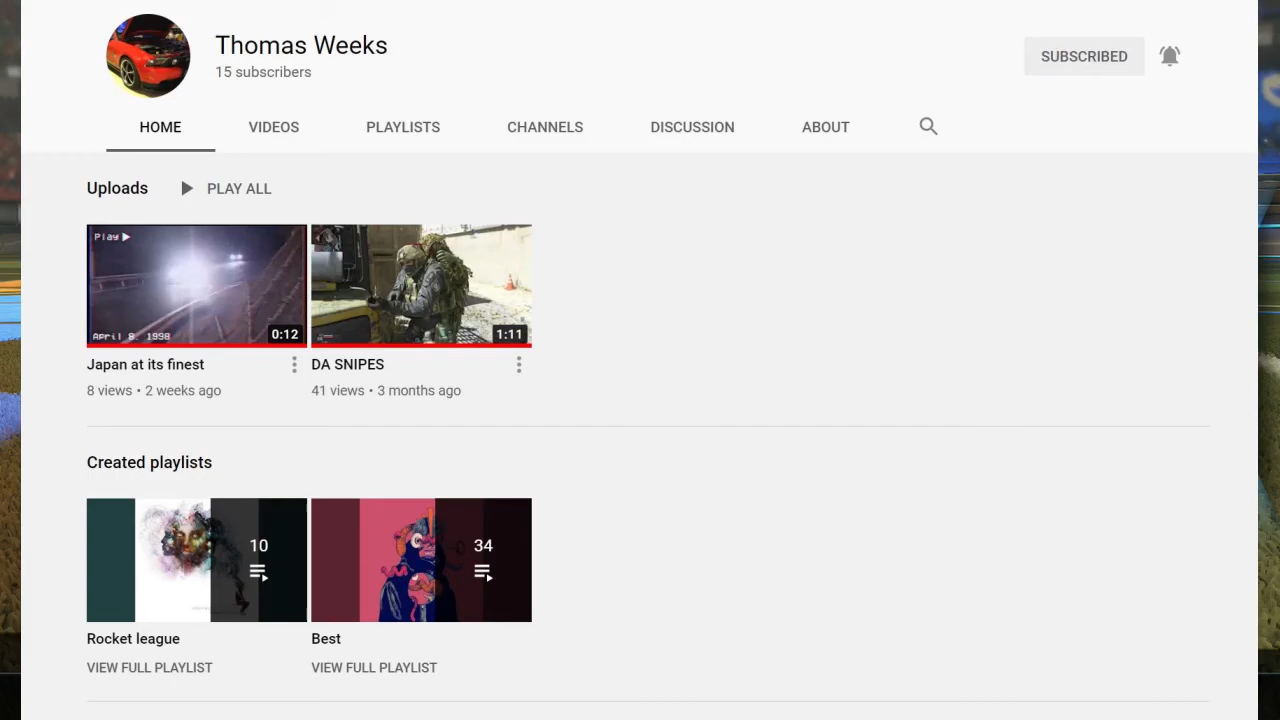 Thomas Weeks
15 subscribers
SUBSCRIBED
HOME VIDEOS PLAYLISTS CHANNELS DISCUSSION ABOUT
Uploads PLAY ALL
Play
April 8, 1998
0:12
1:11
Japan at its finest
8 views • 2 weeks ago
DA SNIPES
41 views • 3 months ago
Created playlists
10
34
Rocket league
VIEW FULL PLAYLIST
Best
VIEW FULL PLAYLIST